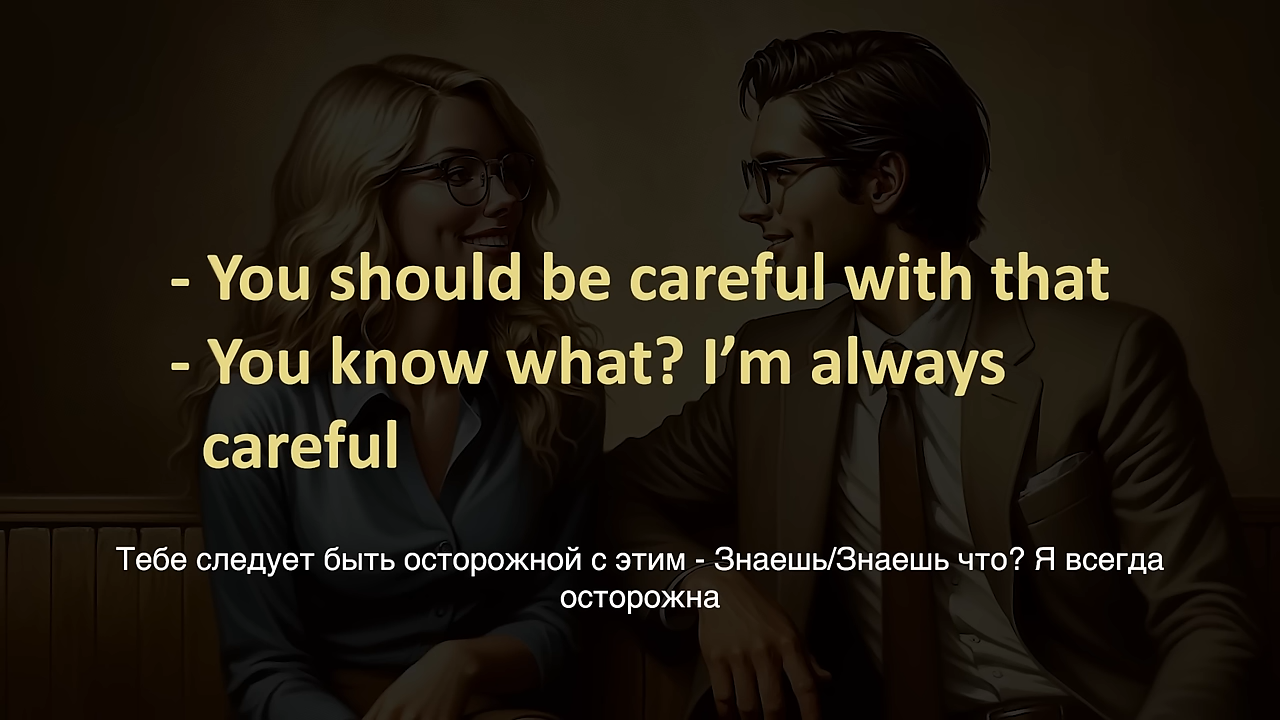 - You should be careful with that
- You know what? I’m always
careful
Тебе следует быть осторожной с этим - Знаешь/Знаешь что? Я всегда
осторожна